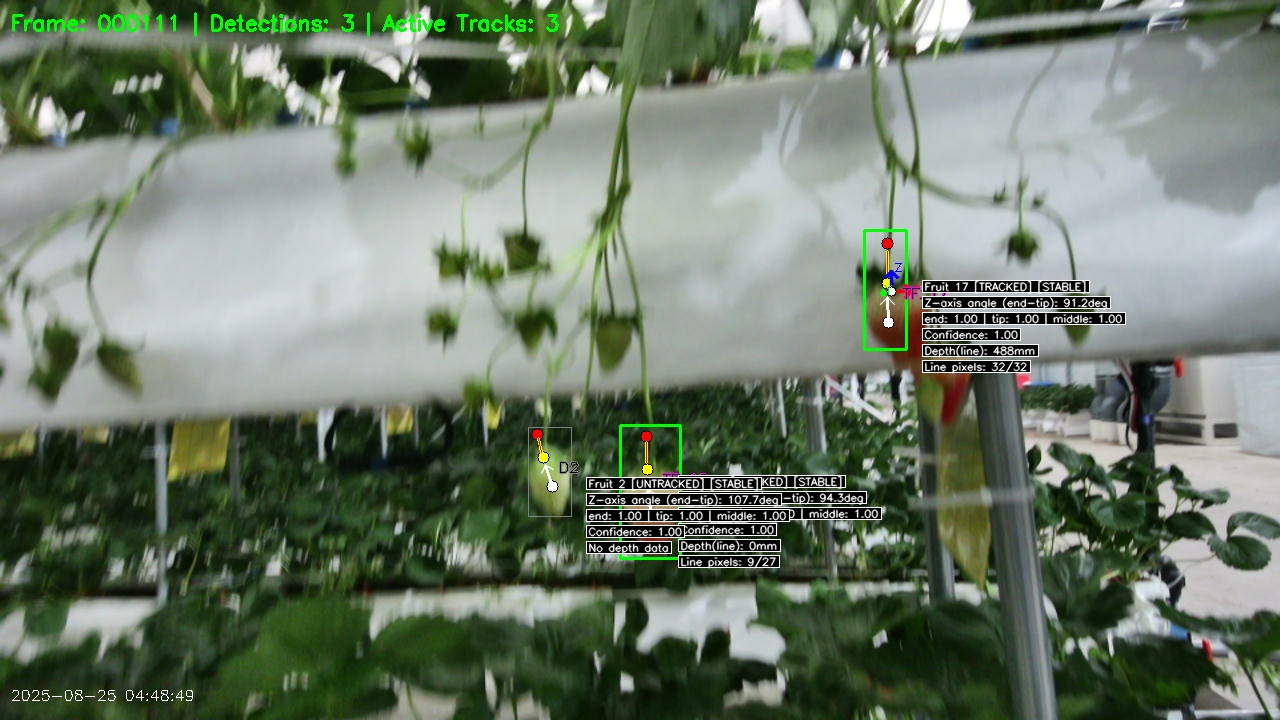 Frame: 000111 | Detections: 3 | Active Tracks: 3
Z
TF
Fruit 17 [TRACKED] [STABLE]
Z-axis angle (end-tip): 91.2deg
end: 1.00 | tip: 1.00 | middle: 1.00
Confidence: 1.00
Depth(line): 488mm
Line pixels: 32/32
D2
Fruit 2 [UNTRACKED] [STABLE]
KED] [STABLE]
Z-axis angle (end-tip): 107.7deg
-tip): 94.3deg
end: 1.00 | tip: 1.00 | middle: 1.00
| middle: 1.00
Confidence: 1.00
Confidence: 1.00
No depth data
Depth(line): 0mm
Line pixels: 9/27
2025-08-25 04:48:49